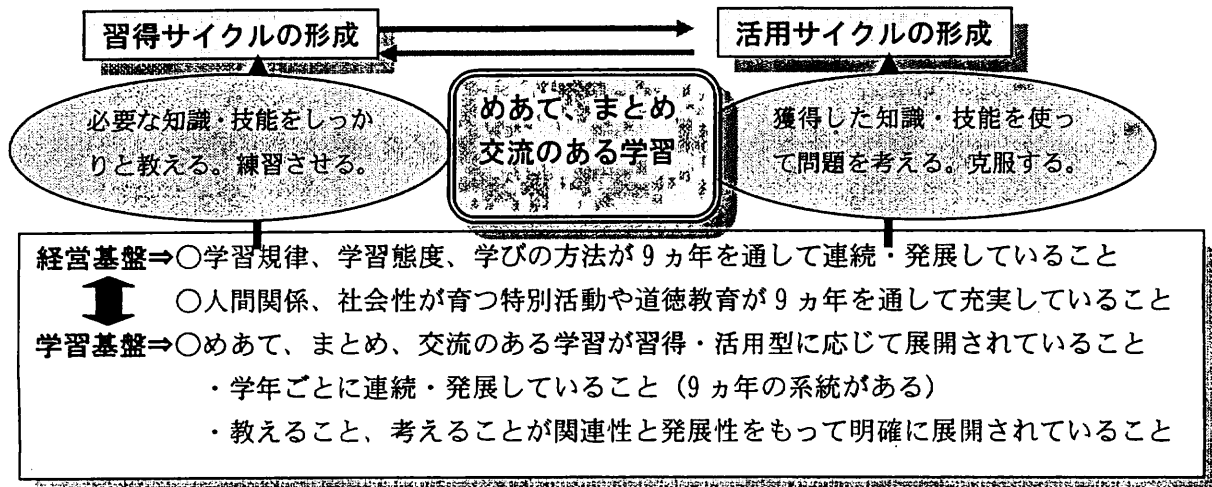 習得サイクルの形成
活用サイクルの形成
必要な知識・技能をしっか
りと教える。練習させる。
めあて、まとめ
交流のある学習
獲得した知識・技能を使っ
て問題を考える。克服する。
経営基盤⇒○学習規律、学習態度、学びの方法が9ヵ年を通して連続・発展していること
○人間関係、社会性が育つ特別活動や道徳教育が9ヵ年を通して充実していること
学習基盤⇒○めあて、まとめ、交流のある学習が習得・活用型に応じて展開されていること
・学年ごとに連続・発展していること（9ヵ年の系統がある）
・教えること、考えることが関連性と発展性をもって明確に展開されていること